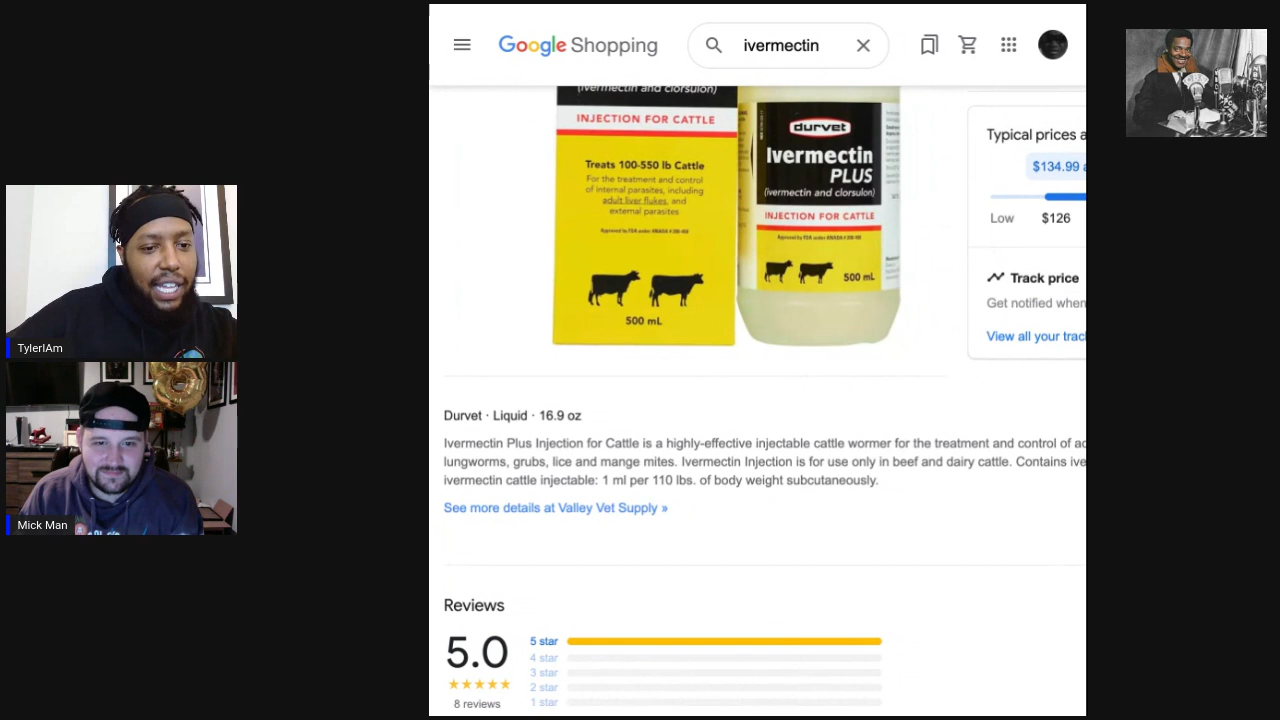 Google Shopping
ivermectin
(ivermectin and clorsulon)
INJECTION FOR CATTLE
Treats 100-550 lb Cattle
For the treatment and control
of internal parasites, including
adult liver flukes, and
external parasites
500 mL
durvet
Ivermectin
PLUS
(ivermectin and clorsulon)
INJECTION FOR CATTLE
500 mL
Typical prices a
$134.99 a
Low $126
Track price
Get notified when
View all your trac
TylerIAm
Mick Man
Durvet · Liquid · 16.9 oz
Ivermectin Plus Injection for Cattle is a highly-effective injectable cattle wormer for the treatment and control of ad
lungworms, grubs, lice and mange mites. Ivermectin Injection is for use only in beef and dairy cattle. Contains ive
ivermectin cattle injectable: 1 ml per 110 lbs. of body weight subcutaneously.
See more details at Valley Vet Supply »
Reviews
5.0
8 reviews
5 star
4 star
3 star
2 star
1 star